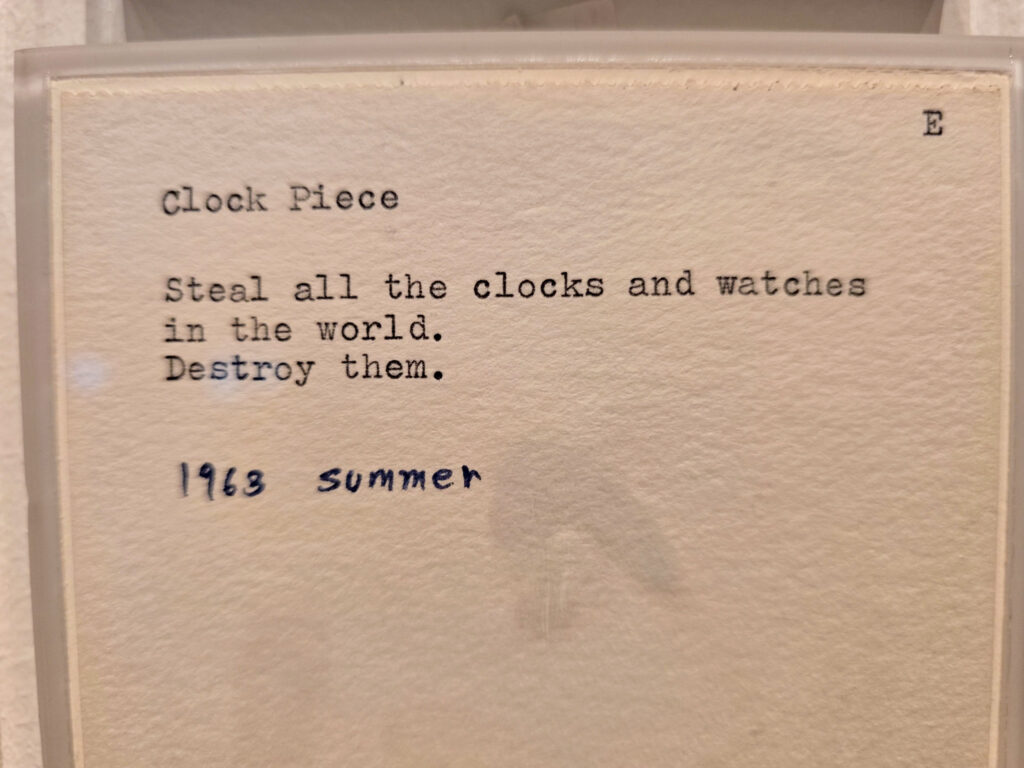 E
Clock Piece
Steal all the clocks and watches
in the world.
Destroy them.
1963 summer